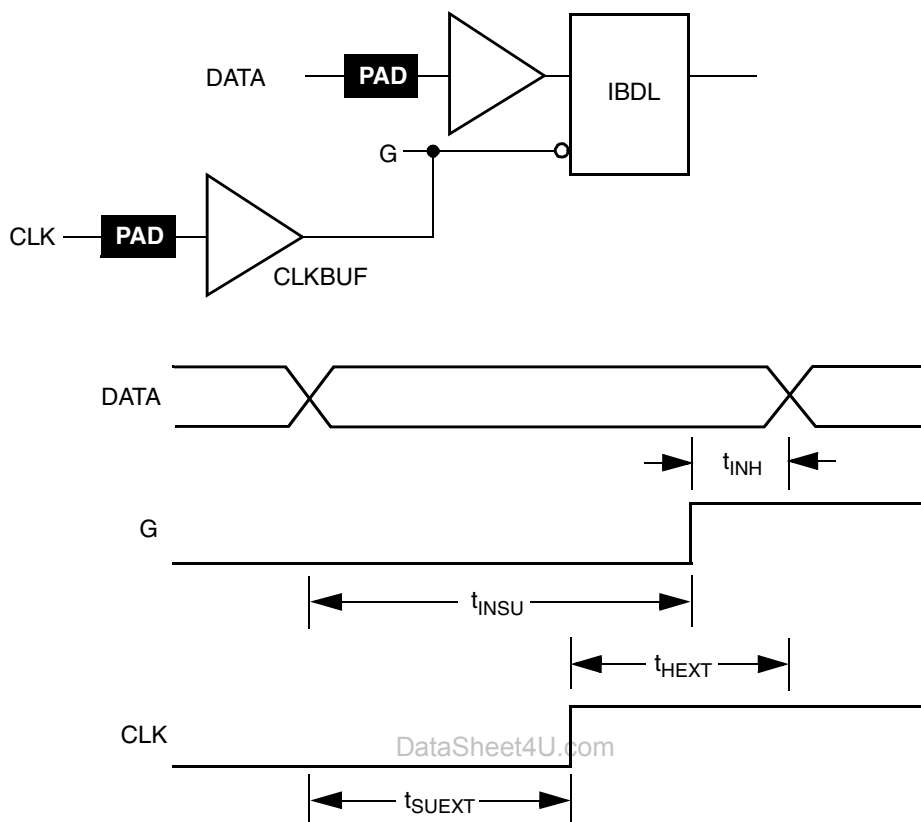 DATA PAD IBDL
G
CLK PAD
CLKBUF
DATA
tINH
G
tINSU
tHEXT
CLK
DataSheet4U.com
tSUEXT